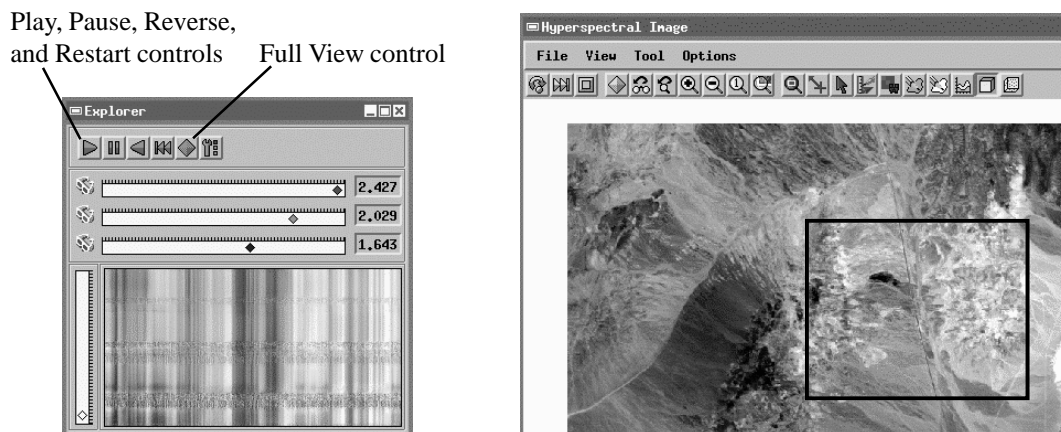 Play, Pause, Reverse,
and Restart controls
Full View control
Explorer
2.427
2.029
1.643
Hyperspectral Image
File View Tool Options